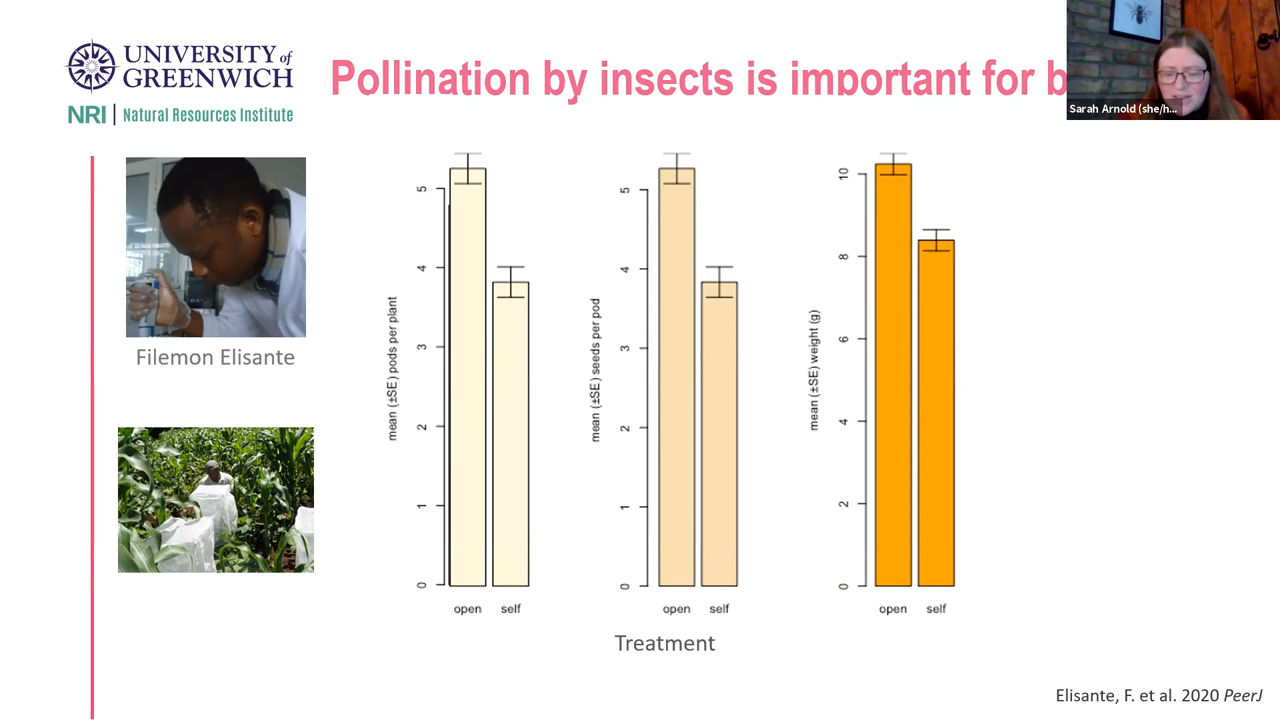 UNIVERSITY of
GREENWICH
NRI | Natural Resources Institute
Pollination by insects is important for b
Sarah Arnold (she/h...
Filemon Elisante
mean (±SE) pods per plant
0
1
2
3
4
5
open self
mean (±SE) seeds per pod
0
1
2
3
4
5
open self
mean (±SE) weight (g)
0
2
4
6
8
10
open self
Treatment
Elisante, F. et al. 2020 PeerJ